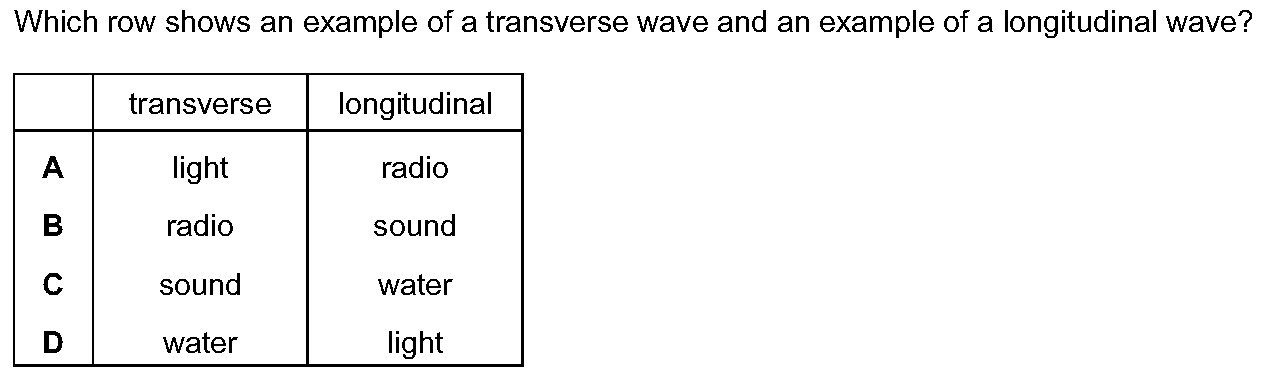 Which row shows an example of a transverse wave and an example of a longitudinal wave?
transverse longitudinal
A light radio
B radio sound
C sound water
D water light